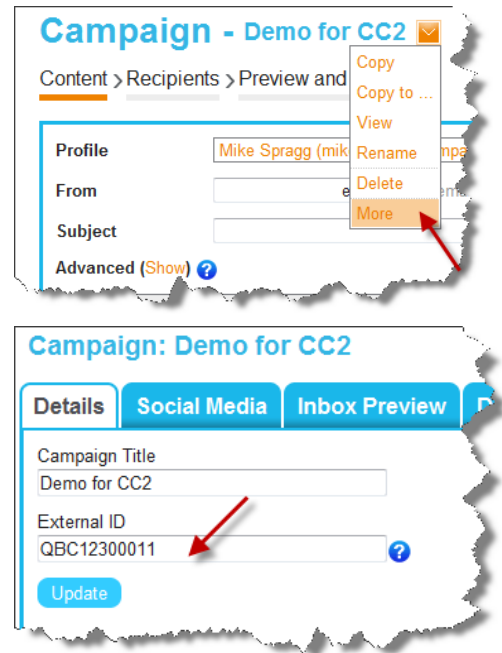 Campaign - Demo for CC2
Content > Recipients > Preview and
Copy
Copy to ...
View
Rename
Delete
More
Profile
Mike Spragg
From
Subject
Advanced (Show) ?
Campaign: Demo for CC2
Details Social Media Inbox Preview
Campaign Title
Demo for CC2
External ID
QBC12300011 ?
Update